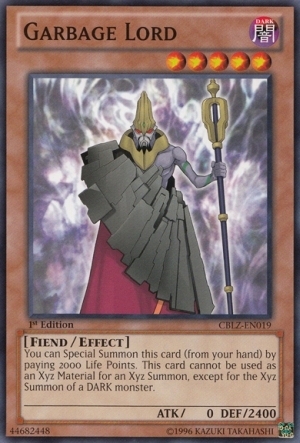 Garbage Lord
DARK
闇
1st Edition
CBLZ-EN019
[Fiend / Effect]
You can Special Summon this card (from your hand) by
paying 2000 Life Points. This card cannot be used as
an Xyz Material for an Xyz Summon, except for the Xyz
Summon of a DARK monster.
ATK/ 0 DEF/2400
44682448
©1996 KAZUKI TAKAHASHI